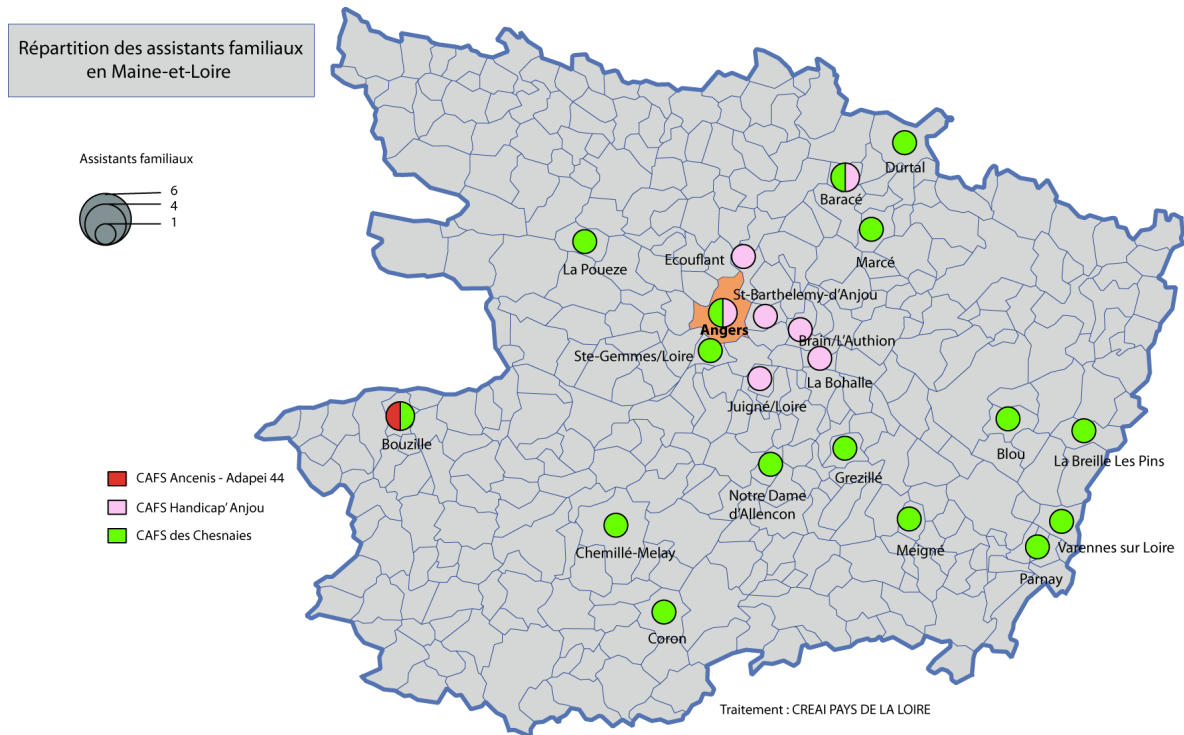 Répartition des assistants familiaux
en Maine-et-Loire
Assistants familiaux
6
4
1
Durtal
Baracé
Marcé
La Poueze
Ecouflant
St-Barthelemy-d'Anjou
Angers
Brain/L'Authion
Ste-Gemmes/Loire
La Bohalle
Juigné/Loire
Bouzille
Blou
La Breille Les Pins
Grezillé
Notre Dame
d'Allencon
CAFS Ancenis - Adapei 44
CAFS Handicap' Anjou
CAFS des Chesnaies
Chemillé-Melay
Meigné
Varennes sur Loire
Parnay
Coron
Traitement : CREAI PAYS DE LA LOIRE